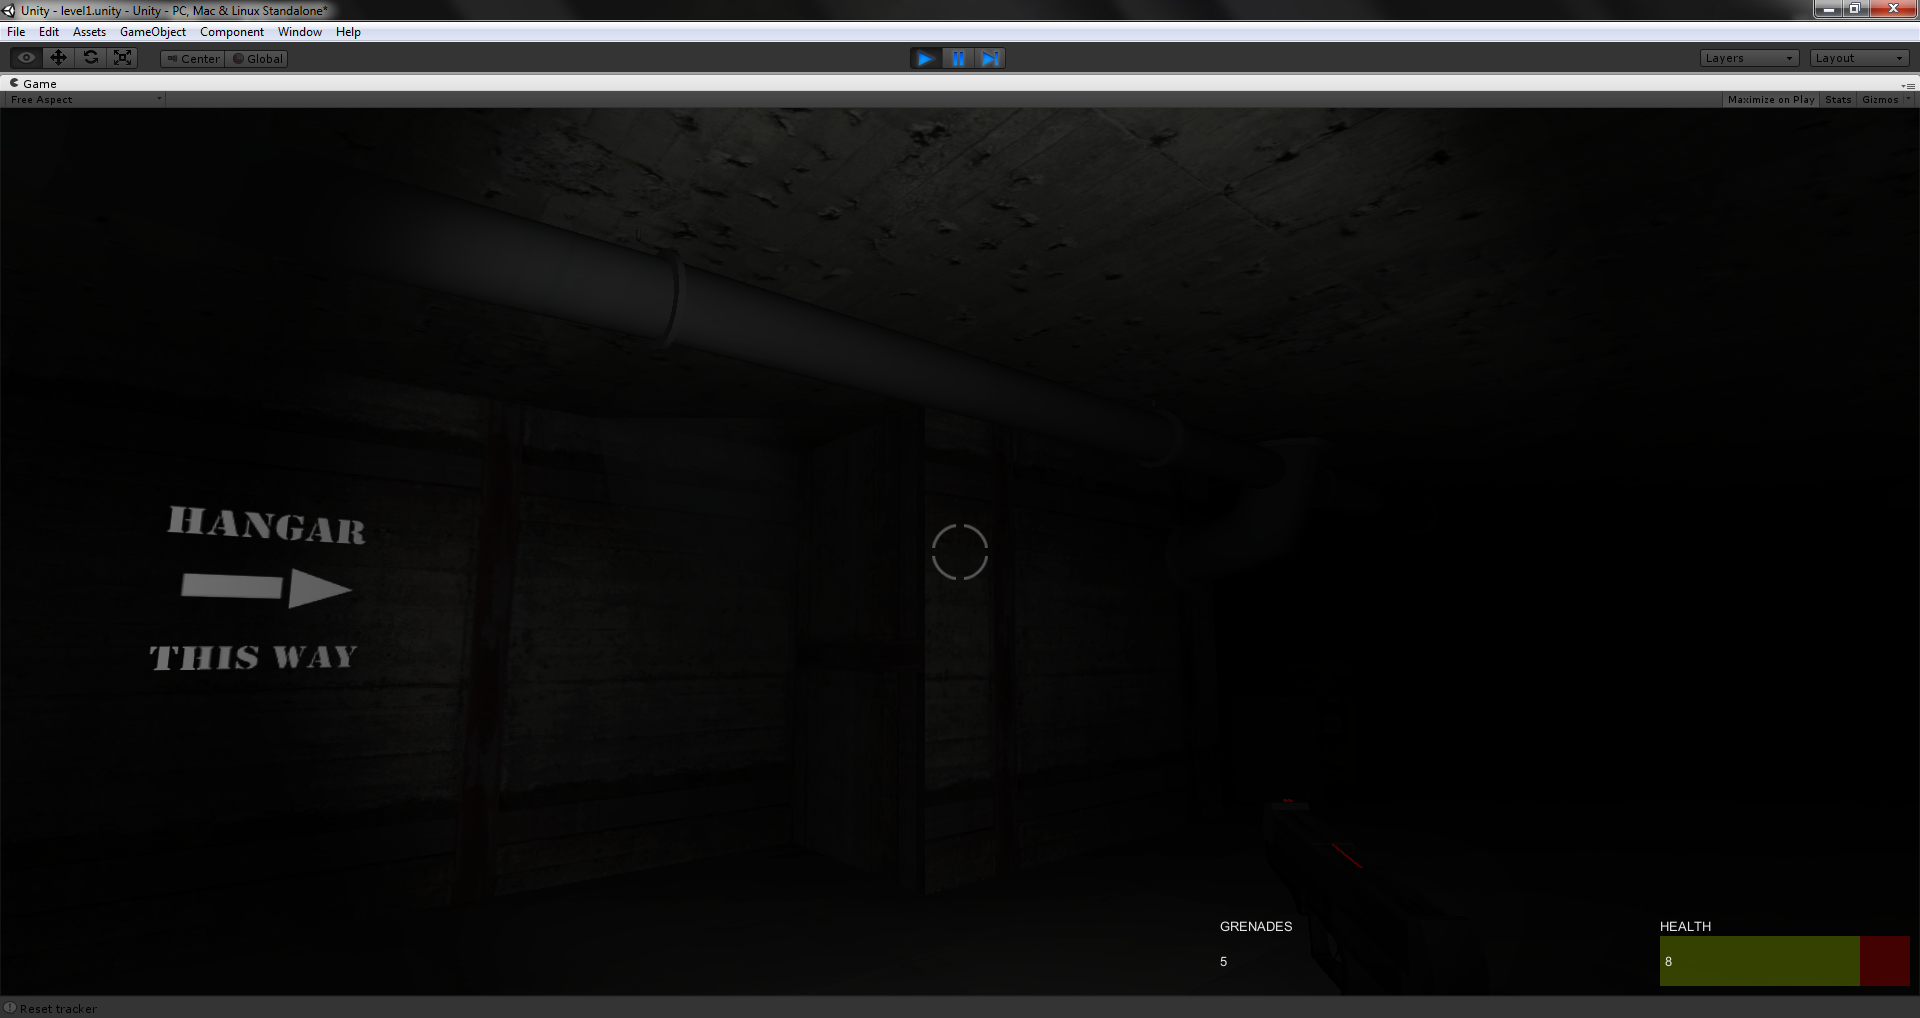 Unity - level1.unity - Unity - PC, Mac & Linux Standalone*
File Edit Assets GameObject Component Window Help
Center Global Layers Layout
Game
Free Aspect Maximize on Play Stats Gizmos
HANGAR
THIS WAY
GRENADES HEALTH
5 8
Reset tracker